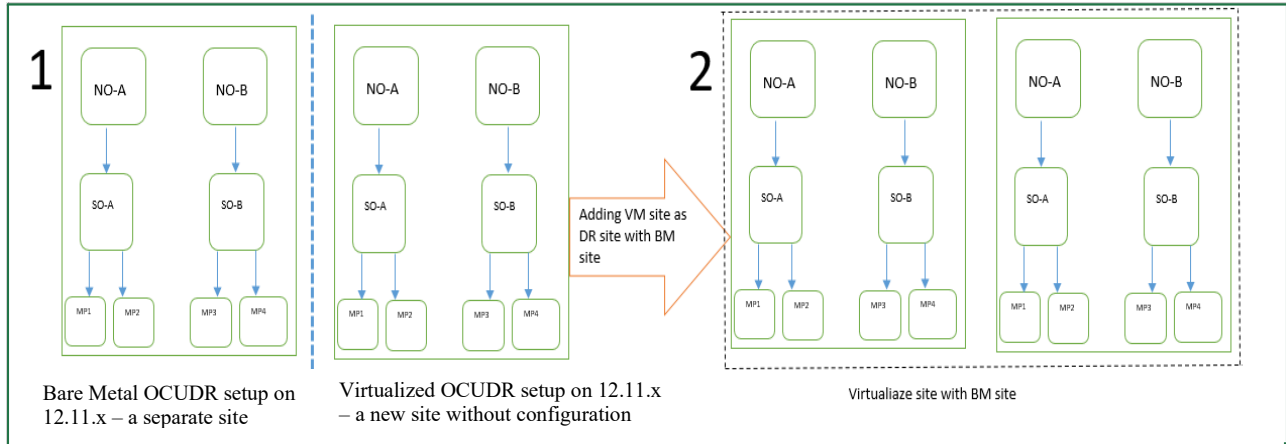 1
NO-A
NO-B
SO-A
SO-B
MP1
MP2
MP3
MP4
Bare Metal OCUDR setup on
12.11.x – a separate site
NO-A
NO-B
SO-A
SO-B
MP1
MP2
MP3
MP4
Virtualized OCUDR setup on 12.11.x
– a new site without configuration
Adding VM site as
DR site with BM
site
2
NO-A
NO-B
SO-A
SO-B
MP1
MP2
MP3
MP4
NO-A
NO-B
SO-A
SO-B
MP1
MP2
MP3
MP4
Virtualiaze site with BM site